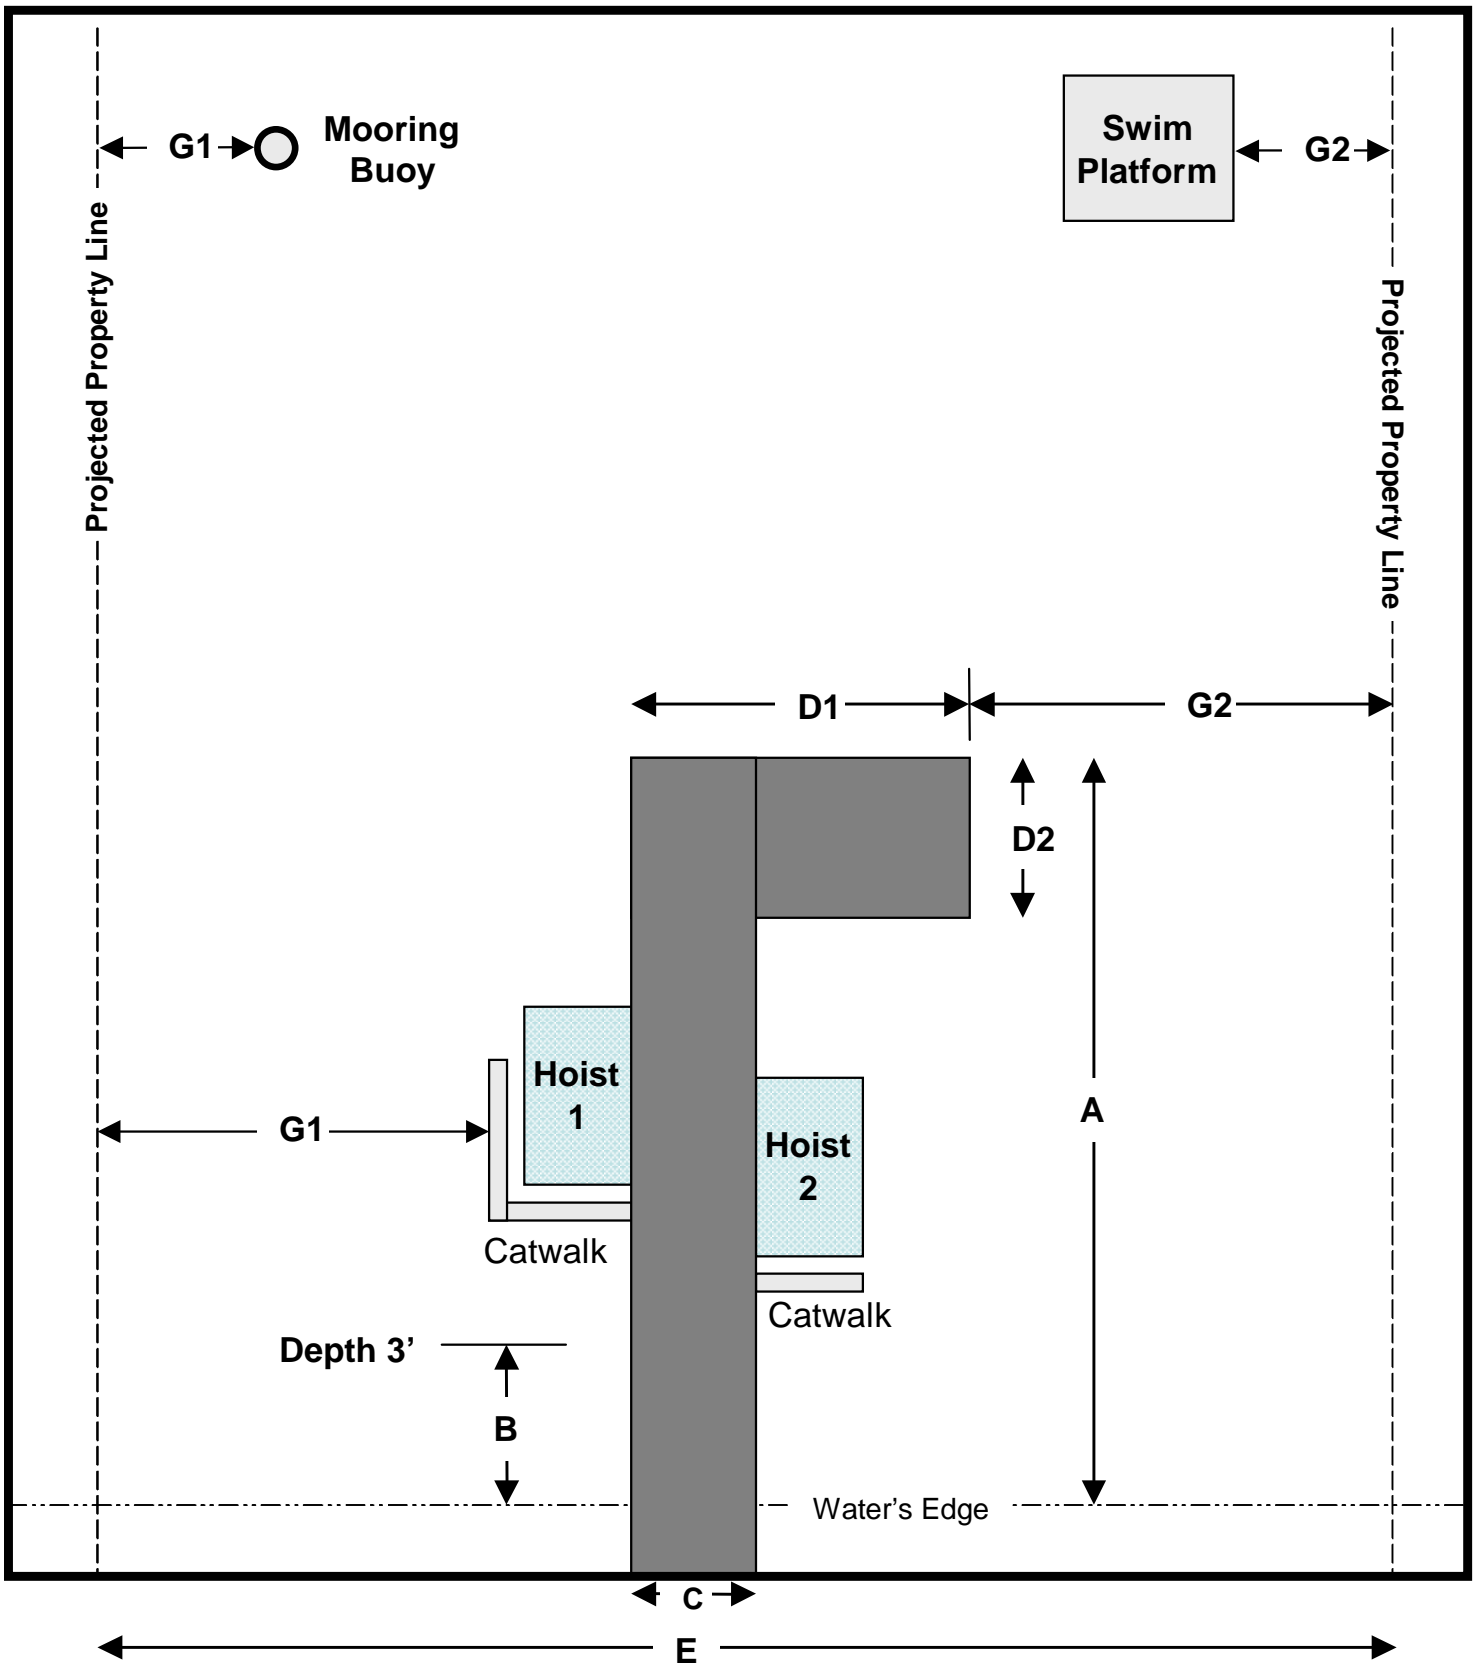 G1
Mooring
Buoy
Swim
Platform
G2
Projected Property Line
Projected Property Line
D1
G2
D2
A
Hoist
1
G1
Hoist
2
Catwalk
Catwalk
Depth 3’
B
Water's Edge
C
E